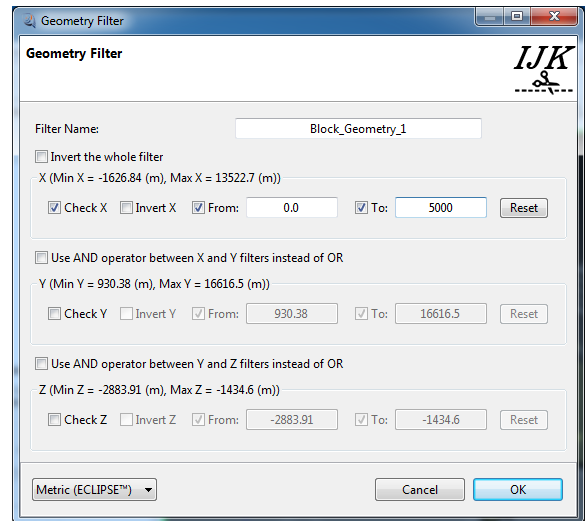 Geometry Filter
Geometry Filter
IJK
Filter Name: Block_Geometry_1
Invert the whole filter
X (Min X = -1626.84 (m), Max X = 13522.7 (m))
Check X Invert X From: 0.0 To: 5000 Reset
Use AND operator between X and Y filters instead of OR
Y (Min Y = 930.38 (m), Max Y = 16616.5 (m))
Check Y Invert Y From: 930.38 To: 16616.5 Reset
Use AND operator between Y and Z filters instead of OR
Z (Min Z = -2883.91 (m), Max Z = -1434.6 (m))
Check Z Invert Z From: -2883.91 To: -1434.6 Reset
Metric (ECLIPSE™) Cancel OK